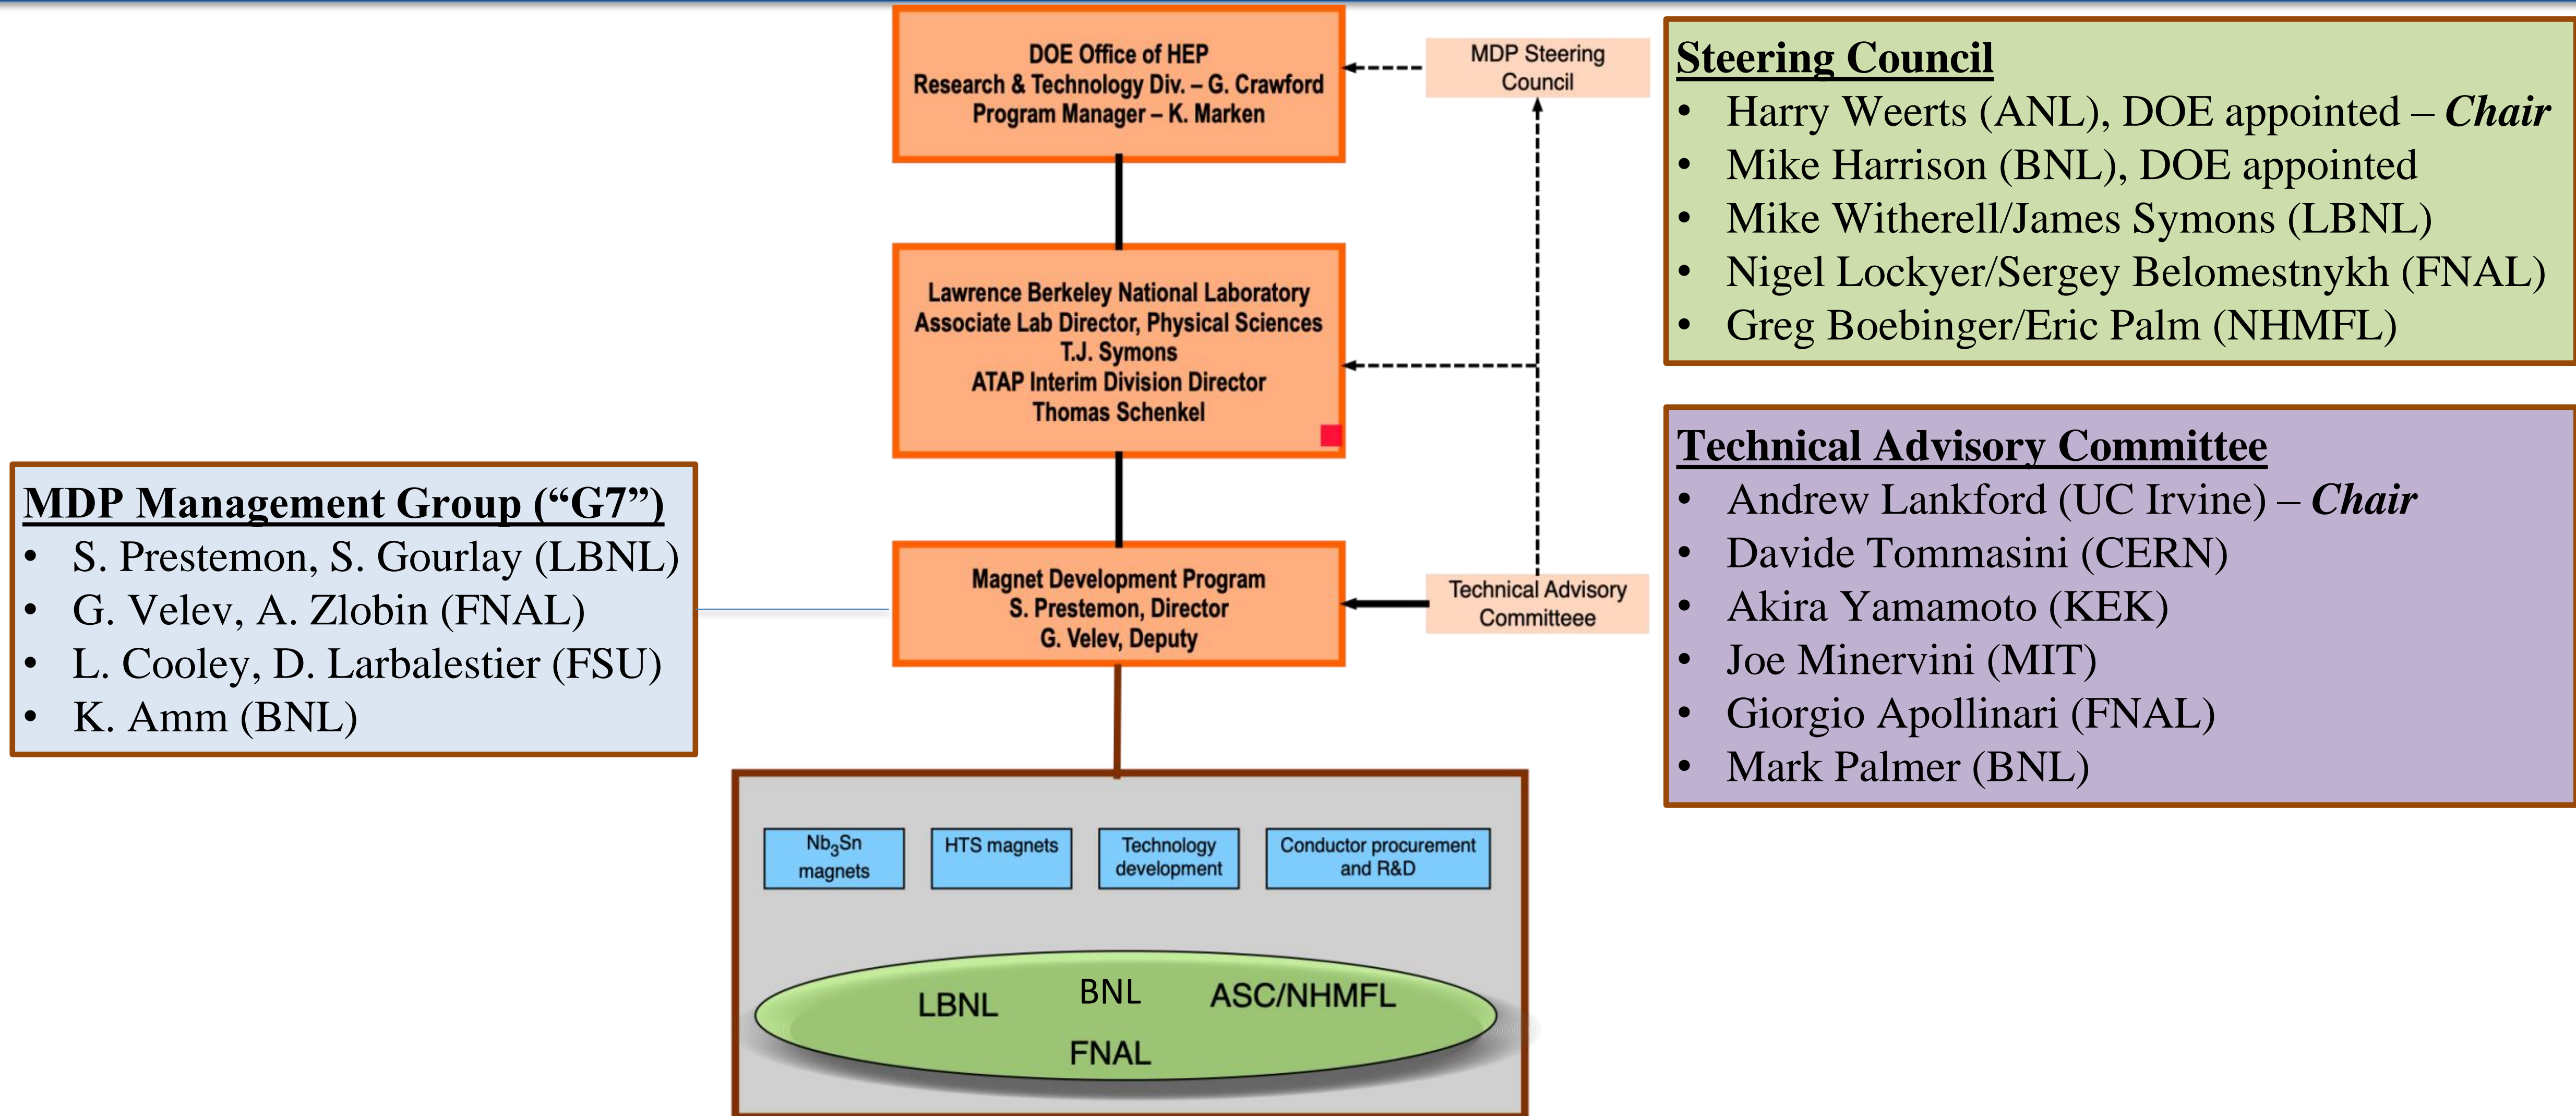 DOE Office of HEP
Research & Technology Div. – G. Crawford
Program Manager – K. Marken
MDP Steering
Council
Steering Council
• Harry Weerts (ANL), DOE appointed – Chair
• Mike Harrison (BNL), DOE appointed
• Mike Witherell/James Symons (LBNL)
• Nigel Lockyer/Sergey Belomestnykh (FNAL)
• Greg Boebinger/Eric Palm (NHMFL)
Lawrence Berkeley National Laboratory
Associate Lab Director, Physical Sciences
T.J. Symons
ATAP Interim Division Director
Thomas Schenkel
Technical Advisory Committee
• Andrew Lankford (UC Irvine) – Chair
• Davide Tommasini (CERN)
• Akira Yamamoto (KEK)
• Joe Minervini (MIT)
• Giorgio Apollinari (FNAL)
• Mark Palmer (BNL)
MDP Management Group (“G7”)
• S. Prestemon, S. Gourlay (LBNL)
• G. Velev, A. Zlobin (FNAL)
• L. Cooley, D. Larbalestier (FSU)
• K. Amm (BNL)
Magnet Development Program
S. Prestemon, Director
G. Velev, Deputy
Technical Advisory
Committeee
Nb₃Sn
magnets
HTS magnets
Technology
development
Conductor procurement
and R&D
LBNL
BNL
ASC/NHMFL
FNAL